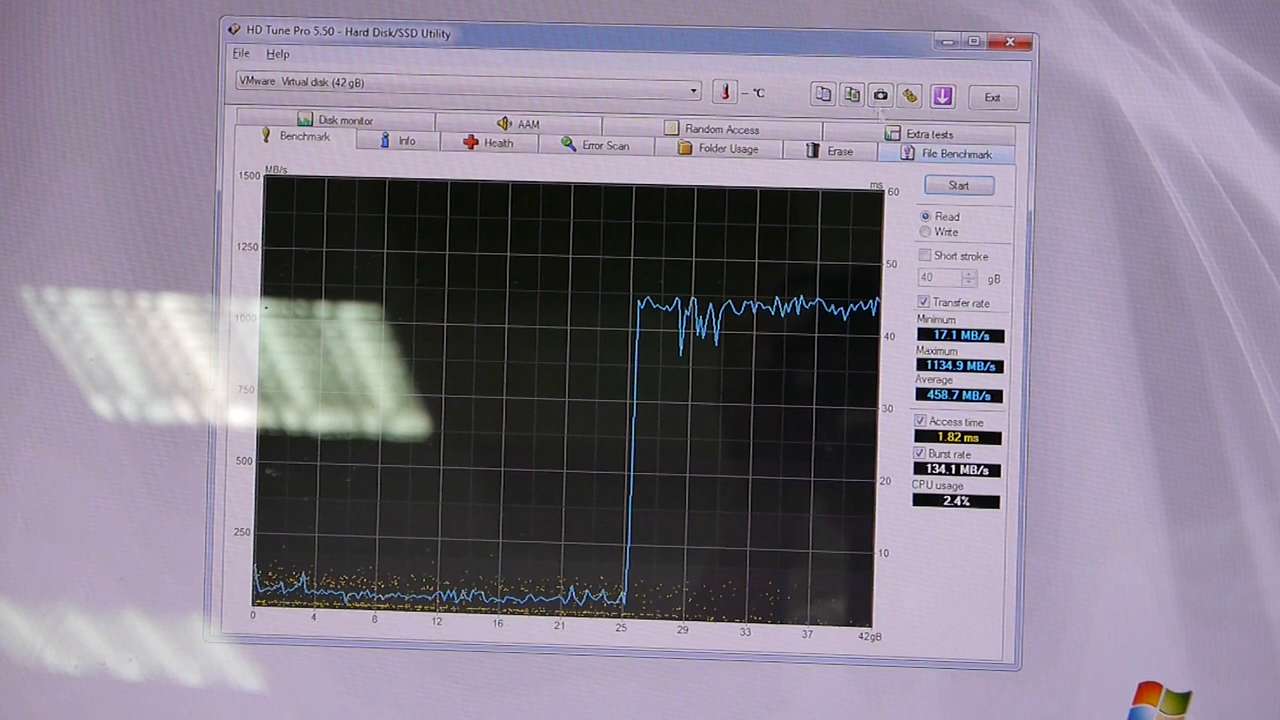 HD Tune Pro 5.50 - Hard Disk/SSD Utility
File Help
VMware Virtual disk (42 gB)
– °C
Exit
Disk monitor AAM Random Access Extra tests
Benchmark Info Health Error Scan Folder Usage Erase File Benchmark
MB/s
ms
1500
1250
1000
750
500
250
60
50
40
30
20
10
0 4 8 12 16 21 25 29 33 37 42gB
Start
Read
Write
Short stroke
40 gB
Transfer rate
Minimum
17.1 MB/s
Maximum
1134.9 MB/s
Average
458.7 MB/s
Access time
1.82 ms
Burst rate
134.1 MB/s
CPU usage
2.4%